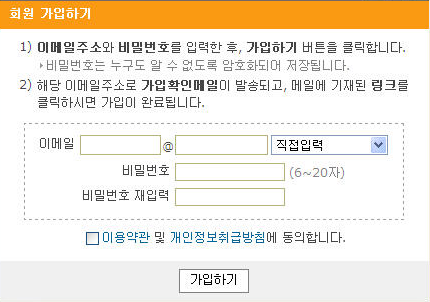 회원 가입하기
1) 이메일주소와 비밀번호를 입력한 후, 가입하기 버튼을 클릭합니다.
▸비밀번호는 누구도 알 수 없도록 암호화되어 저장됩니다.
2) 해당 이메일주소로 가입확인메일이 발송되고, 메일에 기재된 링크를
클릭하시면 가입이 완료됩니다.
이메일 @ 직접입력
비밀번호 (6~20자)
비밀번호 재입력
이용약관 및 개인정보취급방침에 동의합니다.
가입하기